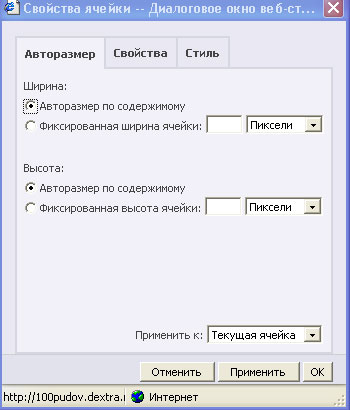 Свойства ячейки -- Диалоговое окно веб-ст...
Авторазмер Свойства Стиль
Ширина:
Авторазмер по содержимому
Фиксированная ширина ячейки: Пиксели
Высота:
Авторазмер по содержимому
Фиксированная высота ячейки: Пиксели
Применить к: Текущая ячейка
Отменить Применить OK
http://100pudov.dextra.r Интернет